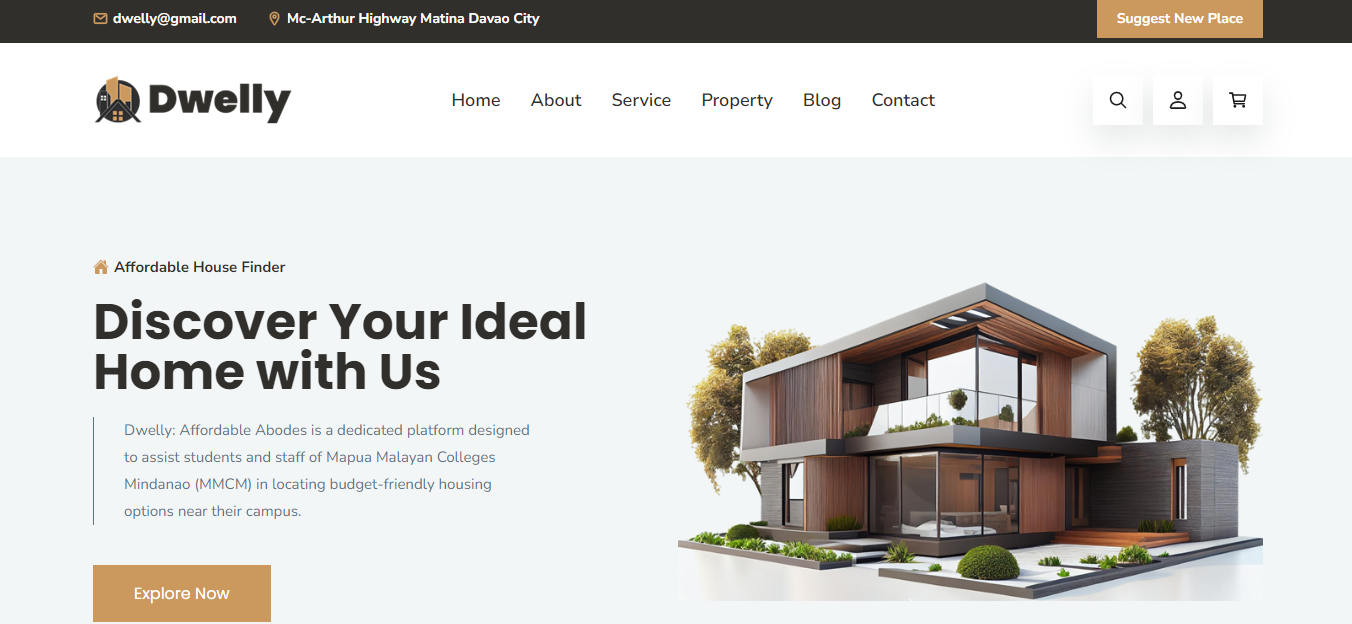 dwelly@gmail.com
Mc-Arthur Highway Matina Davao City
Suggest New Place
Dwelly
Home
About
Service
Property
Blog
Contact
Affordable House Finder
Discover Your Ideal
Home with Us
Dwelly: Affordable Abodes is a dedicated platform designed
to assist students and staff of Mapua Malayan Colleges
Mindanao (MMCM) in locating budget-friendly housing
options near their campus.
Explore Now